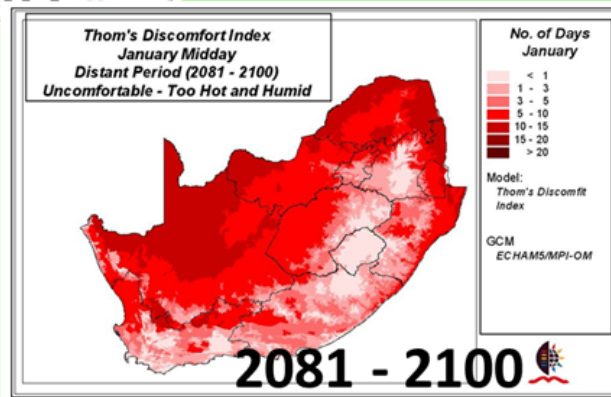 Thom's Discomfort Index
January Midday
Distant Period (2081 - 2100)
Uncomfortable - Too Hot and Humid
No. of Days
January
< 1
1 - 3
3 - 5
5 - 10
10 - 15
15 - 20
> 20
Model:
Thom's Discomfit
Index
GCM
ECHAM5/MPI-OM
2081 - 2100